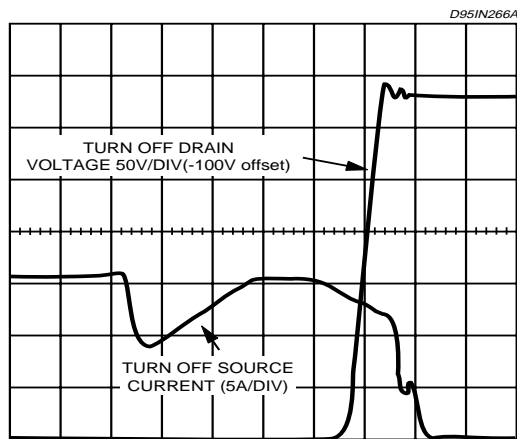 D95IN266A
TURN OFF DRAIN
VOLTAGE 50V/DIV(-100V offset)
TURN OFF SOURCE
CURRENT (5A/DIV)